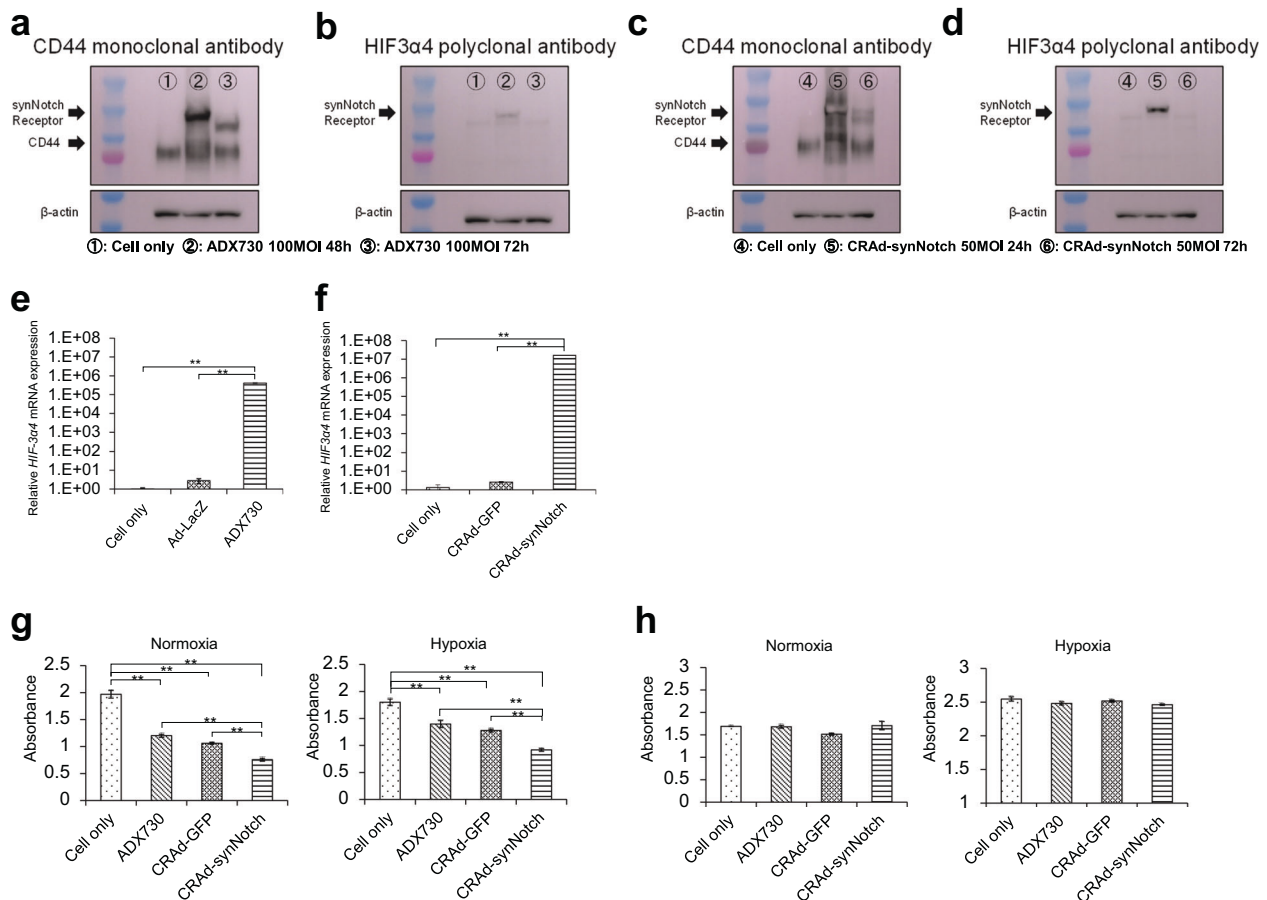 a
CD44 monoclonal antibody
① ② ③
synNotch
Receptor
CD44
β-actin
b
HIF3α4 polyclonal antibody
① ② ③
synNotch
Receptor
β-actin
①: Cell only ②: ADX730 100MOI 48h ③: ADX730 100MOI 72h
c
CD44 monoclonal antibody
④ ⑤ ⑥
synNotch
Receptor
CD44
β-actin
d
HIF3α4 polyclonal antibody
④ ⑤ ⑥
synNotch
Receptor
β-actin
④: Cell only ⑤: CRAd-synNotch 50MOI 24h ⑥: CRAd-synNotch 50MOI 72h
e
Relative HIF-3α4 mRNA expression
1.E+08
1.E+07
1.E+06
1.E+05
1.E+04
1.E+03
1.E+02
1.E+01
1.E+00
**
**
Cell only
Ad-LacZ
ADX730
f
Relative HIF3α4 mRNA expression
1.E+08
1.E+07
1.E+06
1.E+05
1.E+04
1.E+03
1.E+02
1.E+01
1.E+00
**
**
Cell only
CRAd-GFP
CRAd-synNotch
g
Normoxia
Absorbance
2.5
2
1.5
1
0.5
0
**
**
**
**
**
Cell only
ADX730
CRAd-GFP
CRAd-synNotch
Hypoxia
Absorbance
2.5
2
1.5
1
0.5
0
**
**
**
**
**
Cell only
ADX730
CRAd-GFP
CRAd-synNotch
h
Normoxia
Absorbance
3
2.5
2
1.5
1
0.5
0
Cell only
ADX730
CRAd-GFP
CRAd-synNotch
Hypoxia
Absorbance
3
2.5
2
1.5
1
Cell only
ADX730
CRAd-GFP
CRAd-synNotch